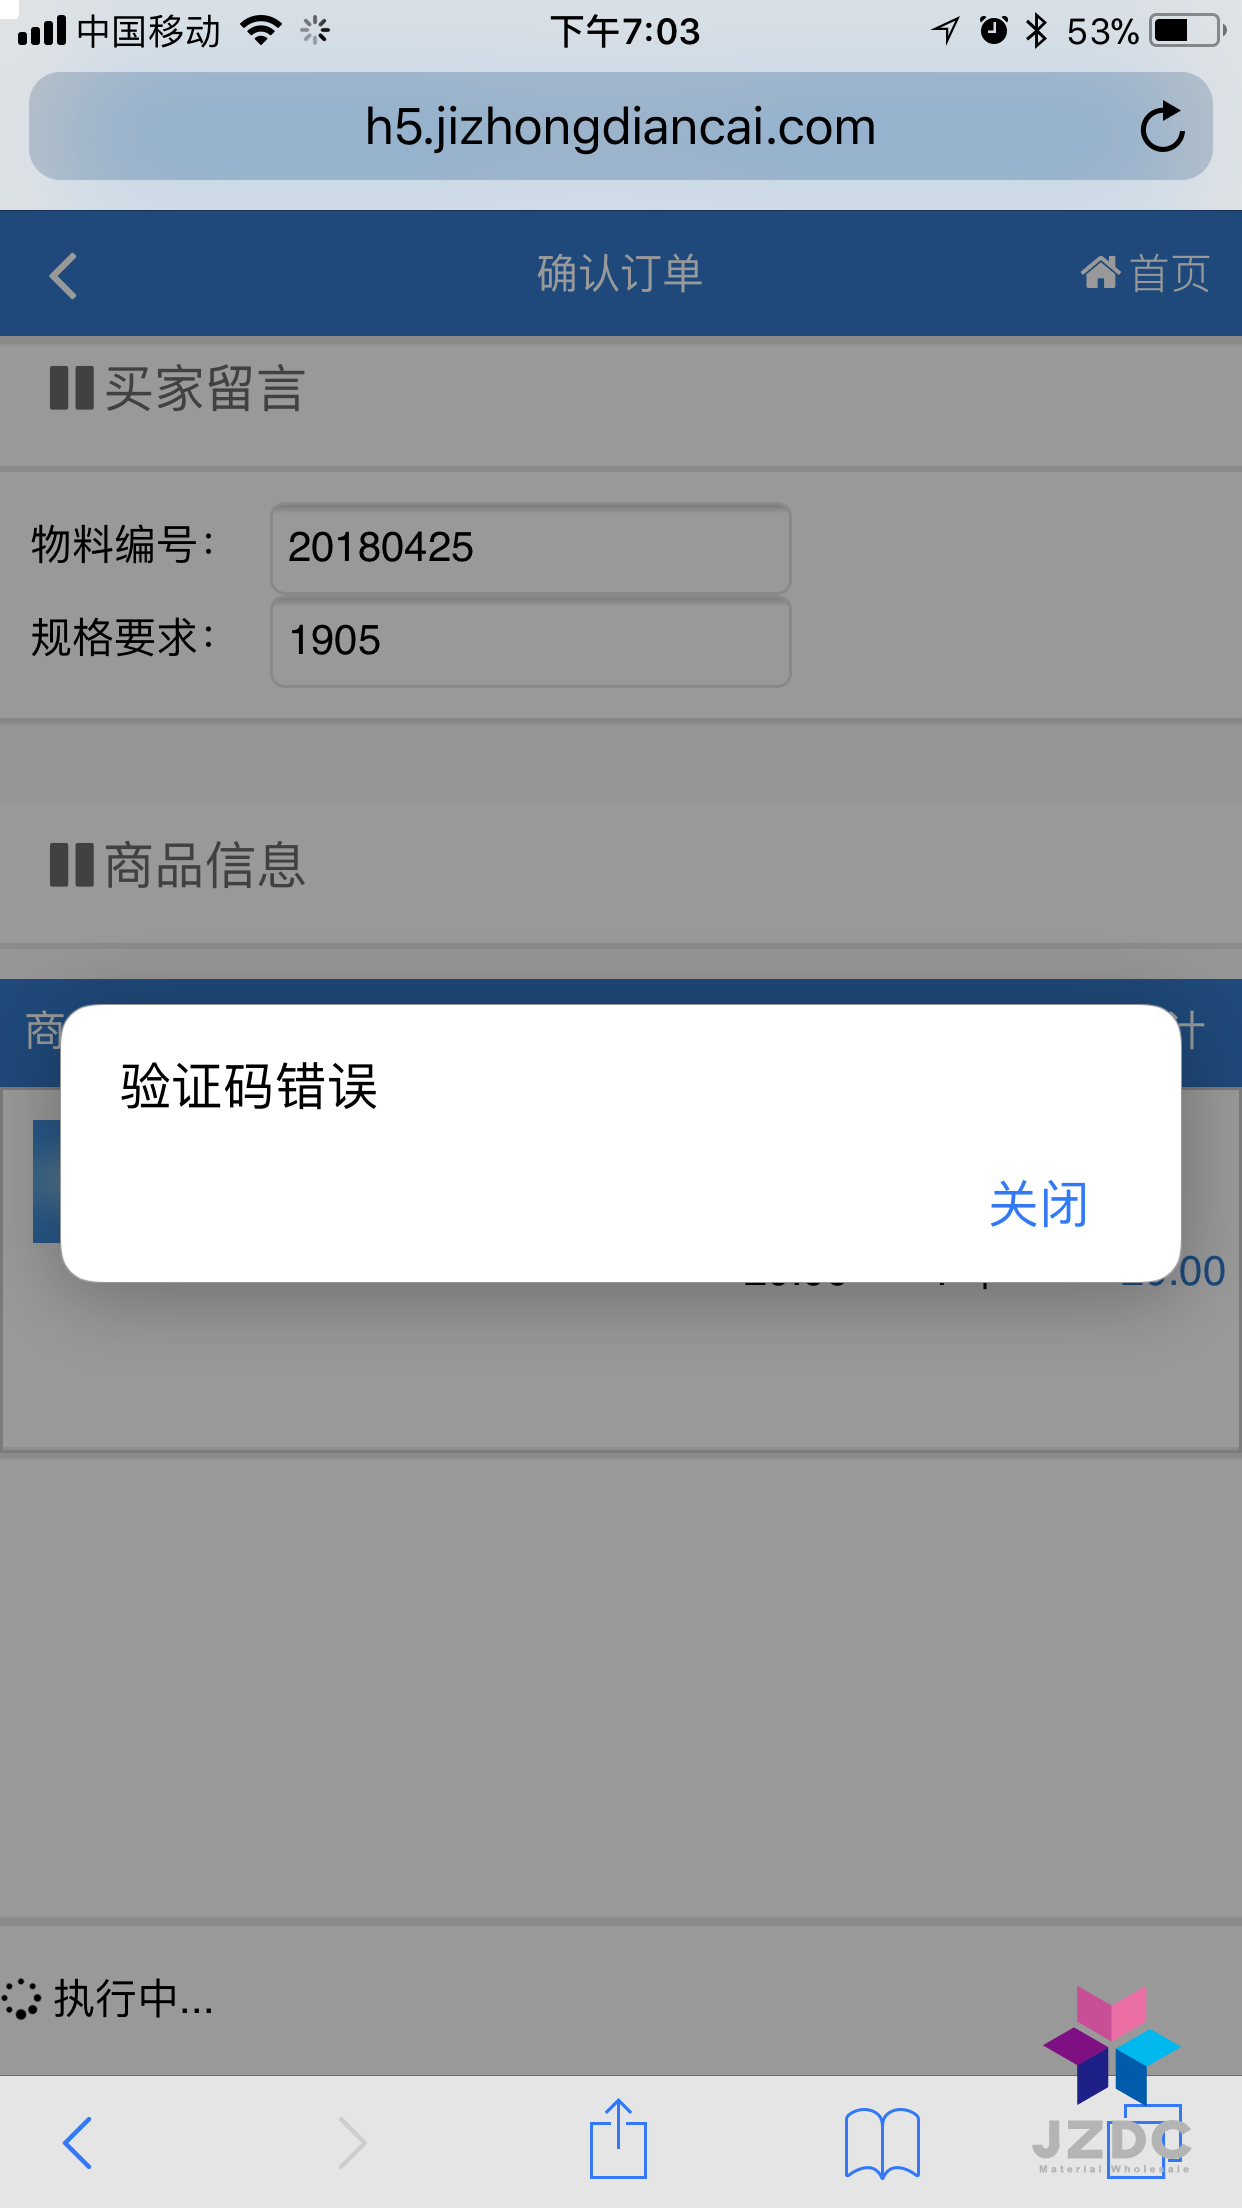 中国移动 下午7:03 53%
h5.jizhongdiancai.com
确认订单 首页
买家留言
物料编号： 20180425
规格要求： 1905
商品信息
商 计
验证码错误
关闭
.00
执行中...
JZDC
Material Wholesale